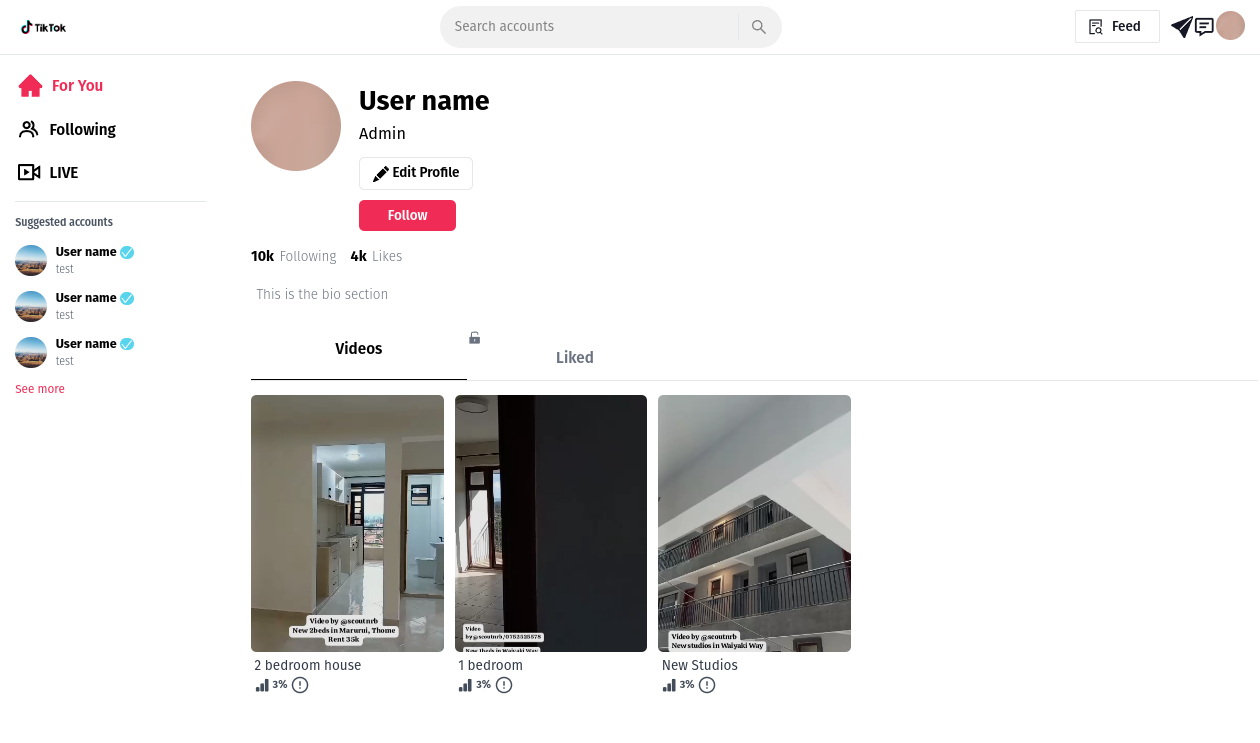 TikTok
Search accounts
Feed
For You
Following
LIVE
Suggested accounts
User name
test
User name
test
User name
test
See more
User name
Admin
Edit Profile
Follow
10k Following 4k Likes
This is the bio section
Videos
Liked
Video by @scoutnrb
New 2beds in Marurui, Thome
Rent 35k
Video
by@scoutnrb/0752525578
New 1beds in Waiyaki Way
Video by @scoutnrb
New studios in Waiyaki Way
2 bedroom house
3%
1 bedroom
3%
New Studios
3%